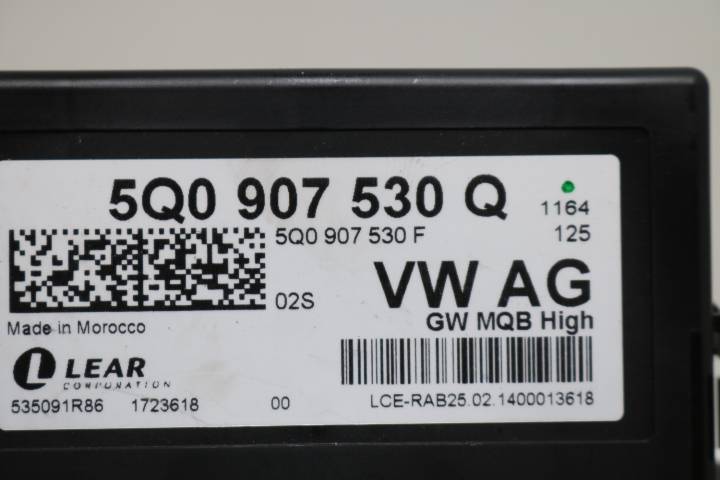 5Q0 907 530 Q
1164
5Q0 907 530 F
125
02S
VW AG
Made in Morocco
GW MQB High
LEAR
CORPORATION
535091R86 1723618 00 LCE-RAB25.02.1400013618